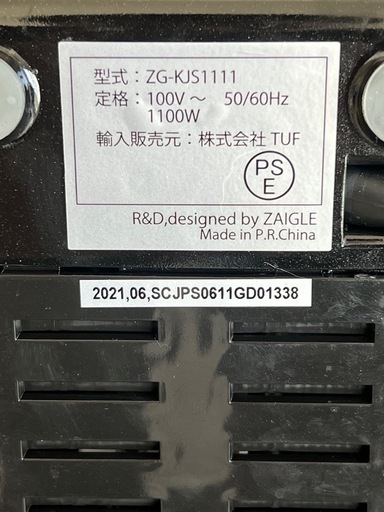 型式：ZG-KJS1111
定格：100V～　50/60Hz
1100W
輸入販売元：株式会社 TUF
PS
E
R&D,designed by ZAIGLE
Made in P.R.China
2021,06,SCJPS0611GD01338